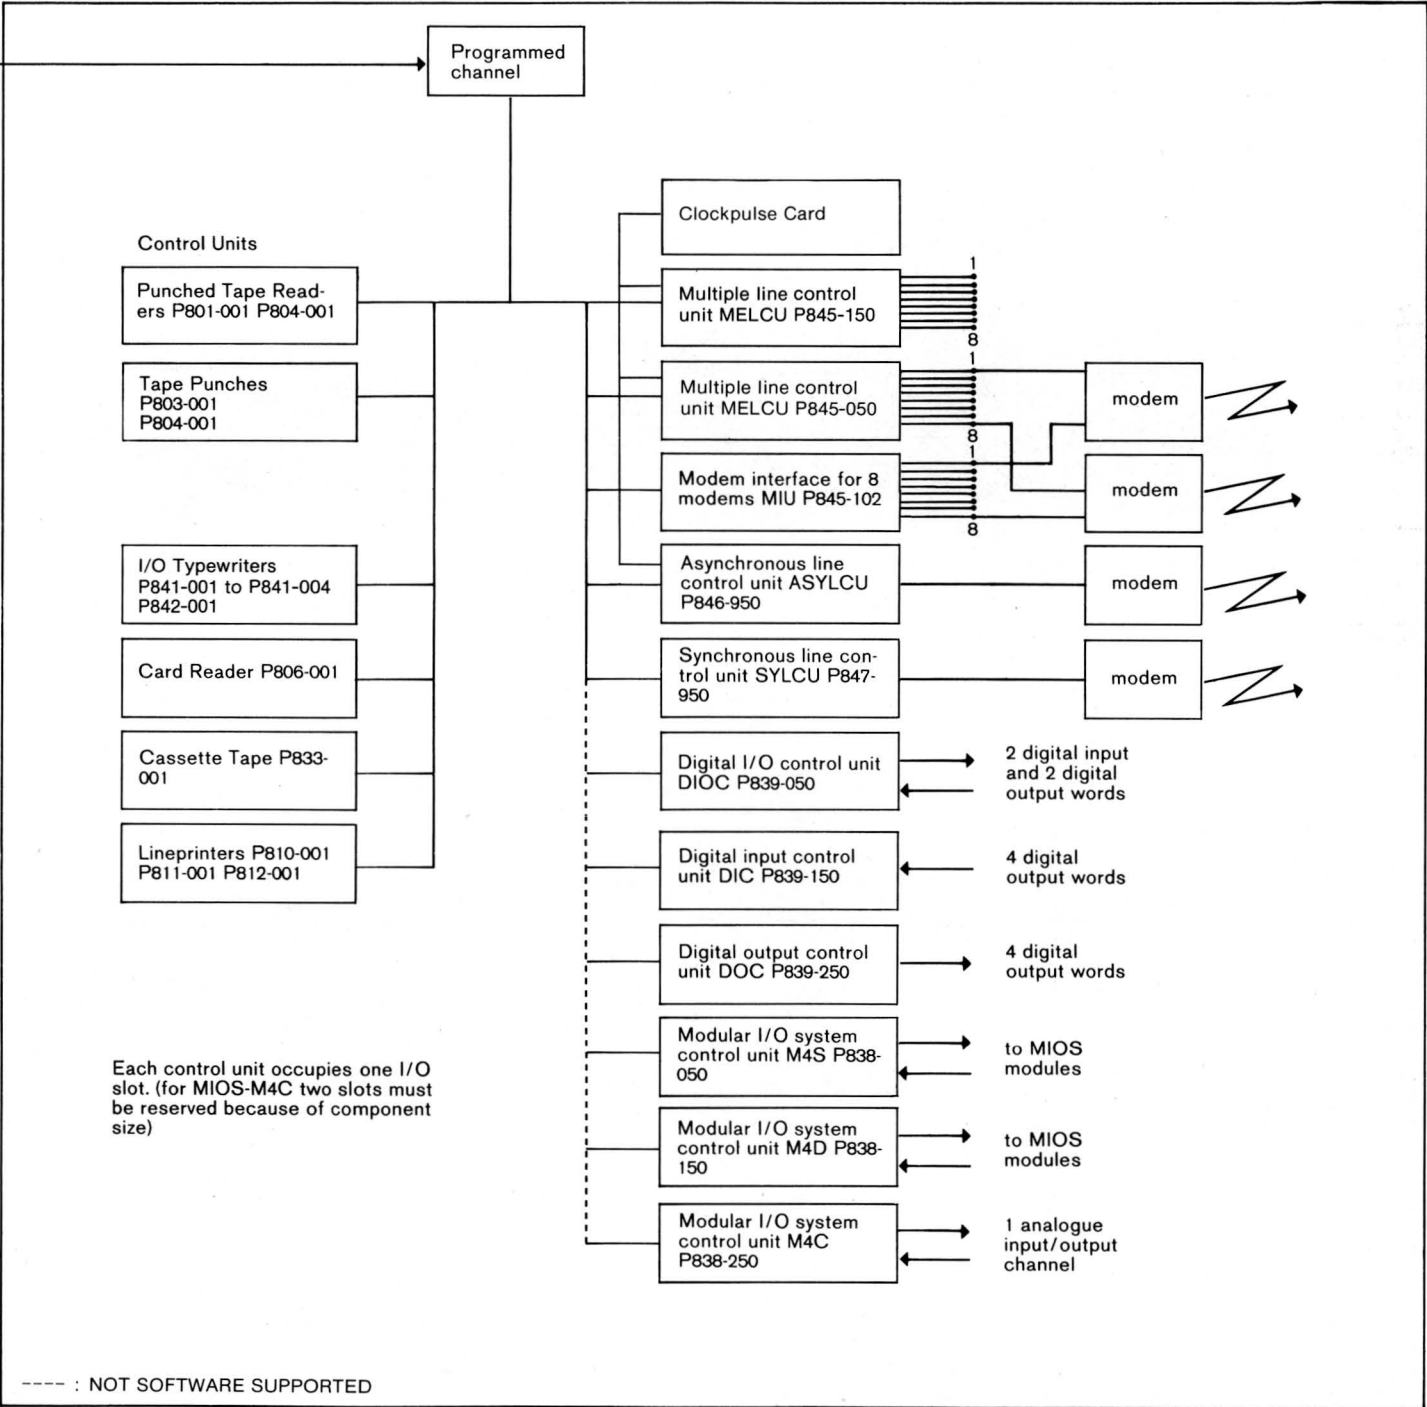 Programmed
channel
Control Units
Punched Tape Read-
ers P801-001 P804-001
Tape Punches
P803-001
P804-001
I/O Typewriters
P841-001 to P841-004
P842-001
Card Reader P806-001
Cassette Tape P833-
001
Lineprinters P810-001
P811-001 P812-001
Each control unit occupies one I/O
slot. (for MIOS-M4C two slots must
be reserved because of component
size)
Clockpulse Card
Multiple line control
unit MELCU P845-150
1
8
Multiple line control
unit MELCU P845-050
1
8
modem
Modem interface for 8
modems MIU P845-102
1
8
modem
Asynchronous line
control unit ASYLCU
P846-950
modem
Synchronous line con-
trol unit SYLCU P847-
950
modem
Digital I/O control unit
DIOC P839-050
2 digital input
and 2 digital
output words
Digital input control
unit DIC P839-150
4 digital
output words
Digital output control
unit DOC P839-250
4 digital
output words
Modular I/O system
control unit M4S P838-
050
to MIOS
modules
Modular I/O system
control unit M4D P838-
150
to MIOS
modules
Modular I/O system
control unit M4C
P838-250
1 analogue
input/output
channel
---- : NOT SOFTWARE SUPPORTED